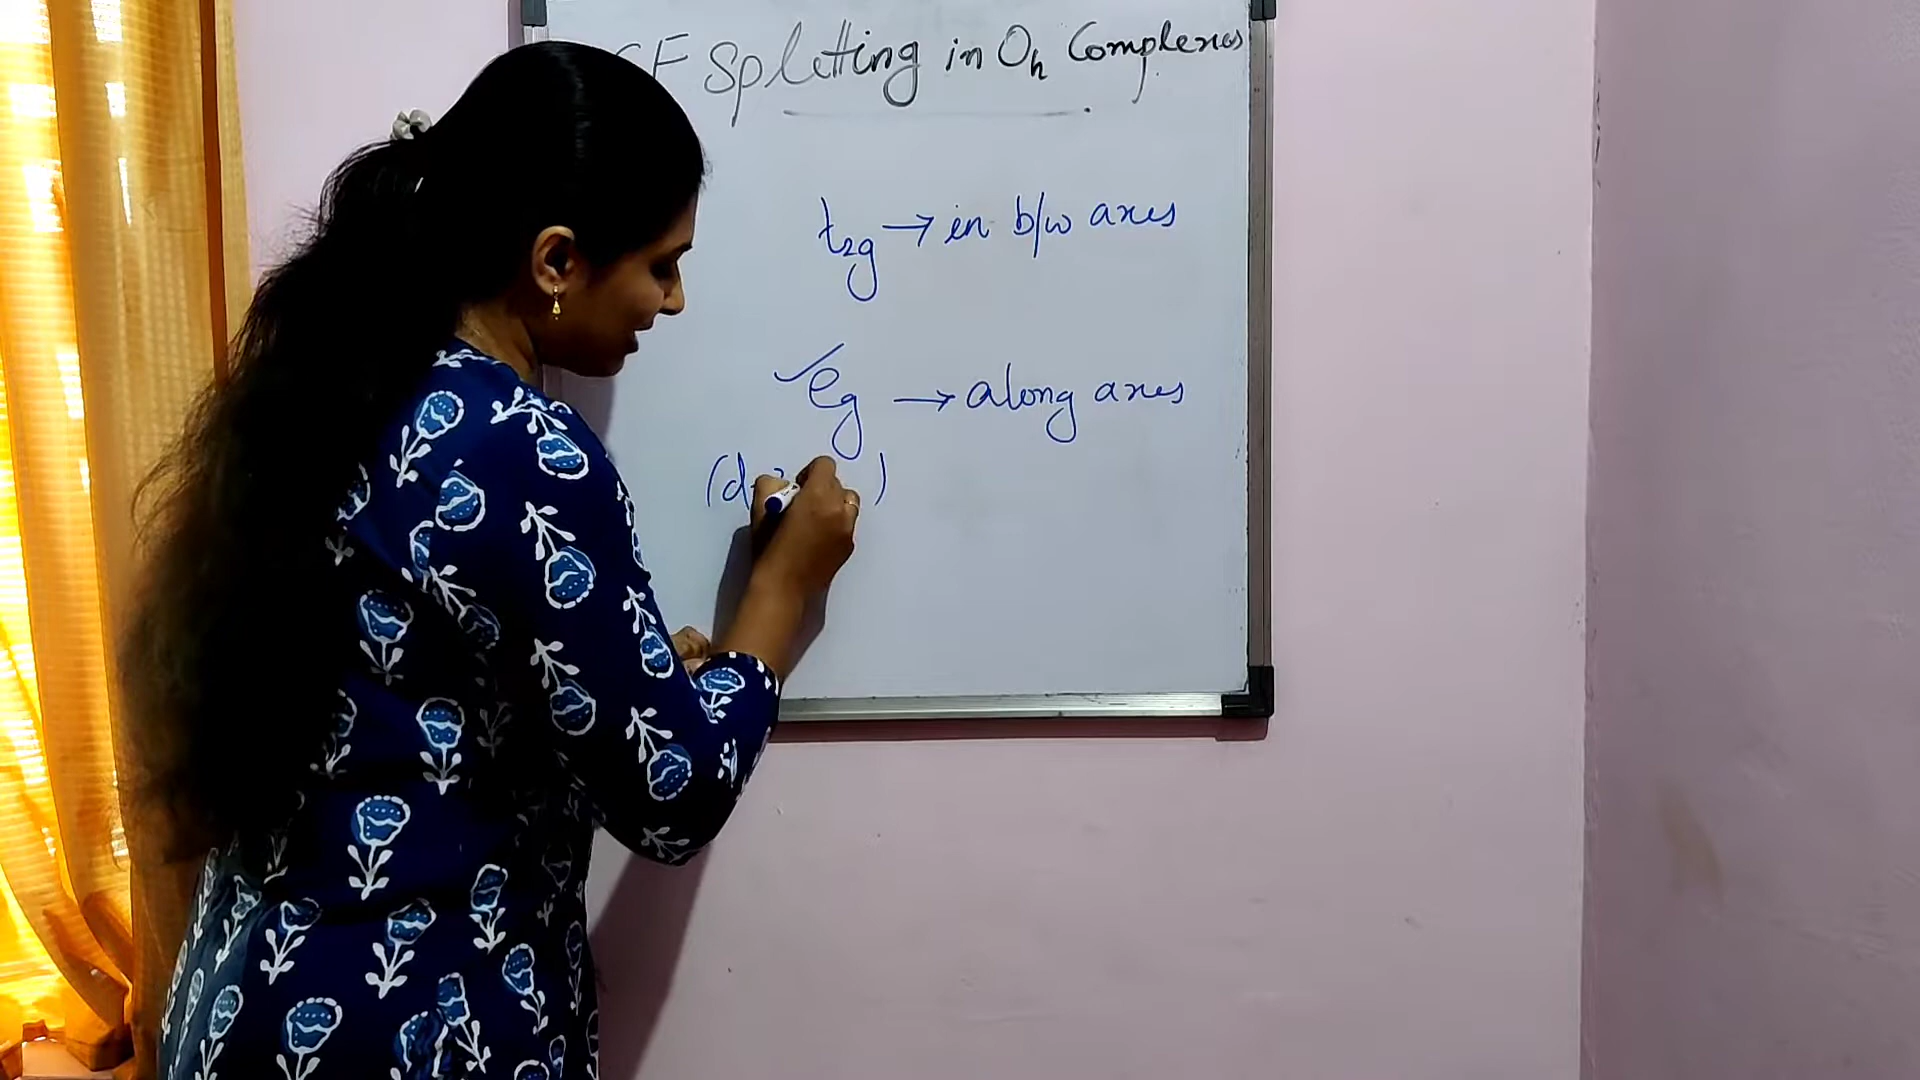 CF Splitting in Oh Complexes
t2g → in b/w axes
eg → along axes
(d )